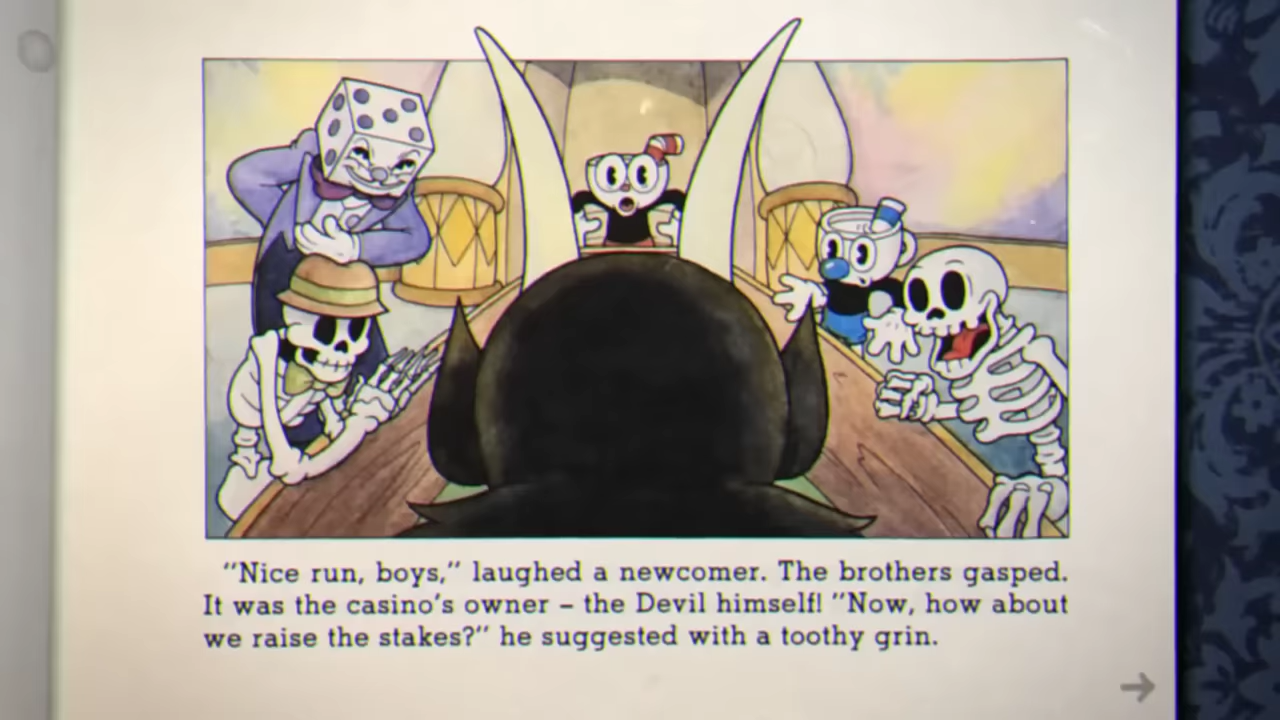 “Nice run, boys,” laughed a newcomer. The brothers gasped.
It was the casino’s owner – the Devil himself! “Now, how about
we raise the stakes?” he suggested with a toothy grin.